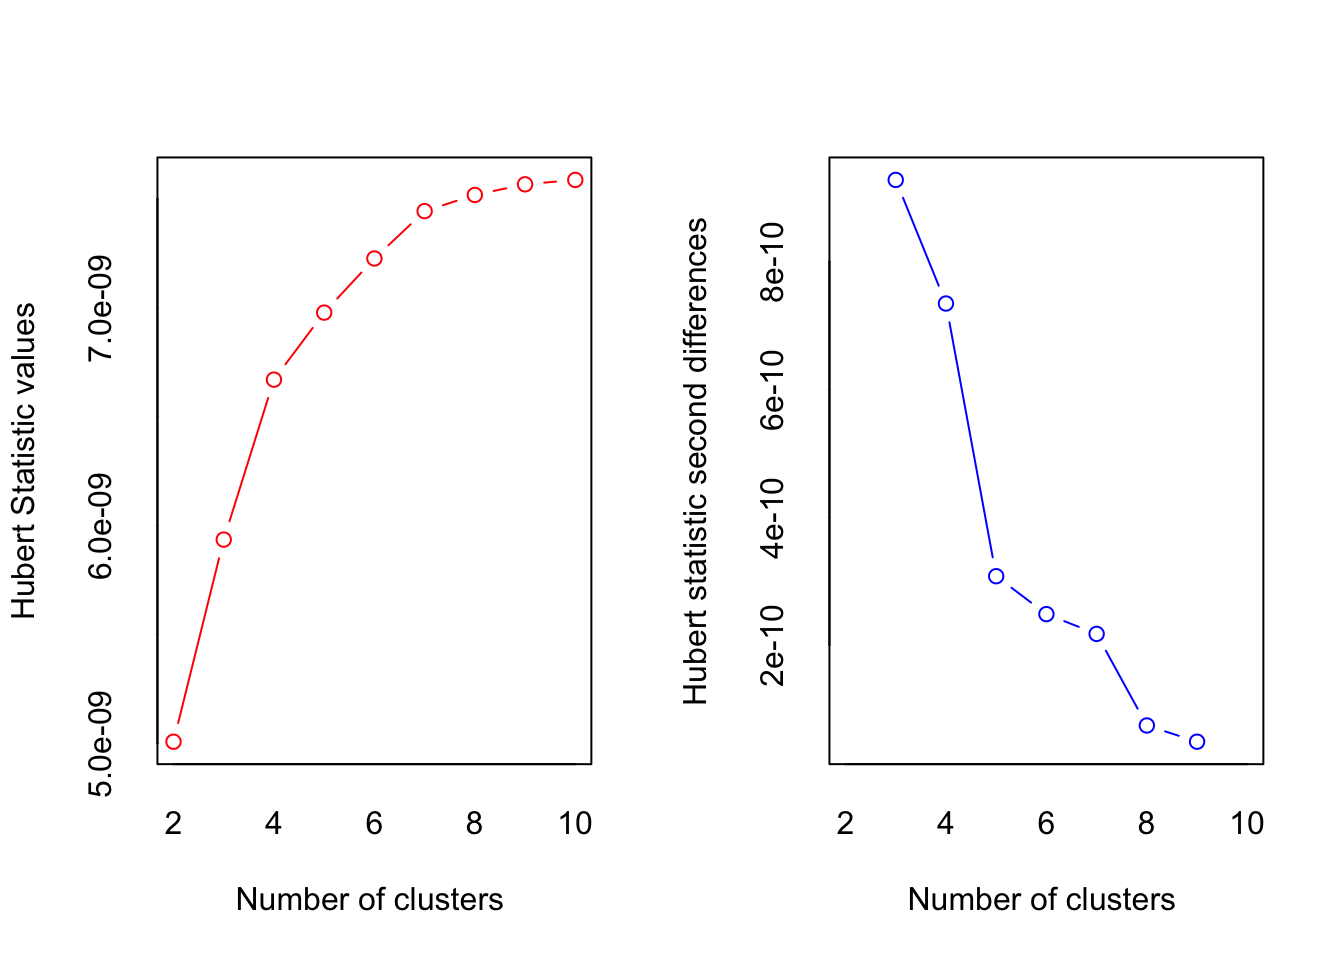 Hubert Statistic values
5.0e-09 6.0e-09 7.0e-09
2 4 6 8 10
Number of clusters
Hubert statistic second differences
2e-10 4e-10 6e-10 8e-10
2 4 6 8 10
Number of clusters